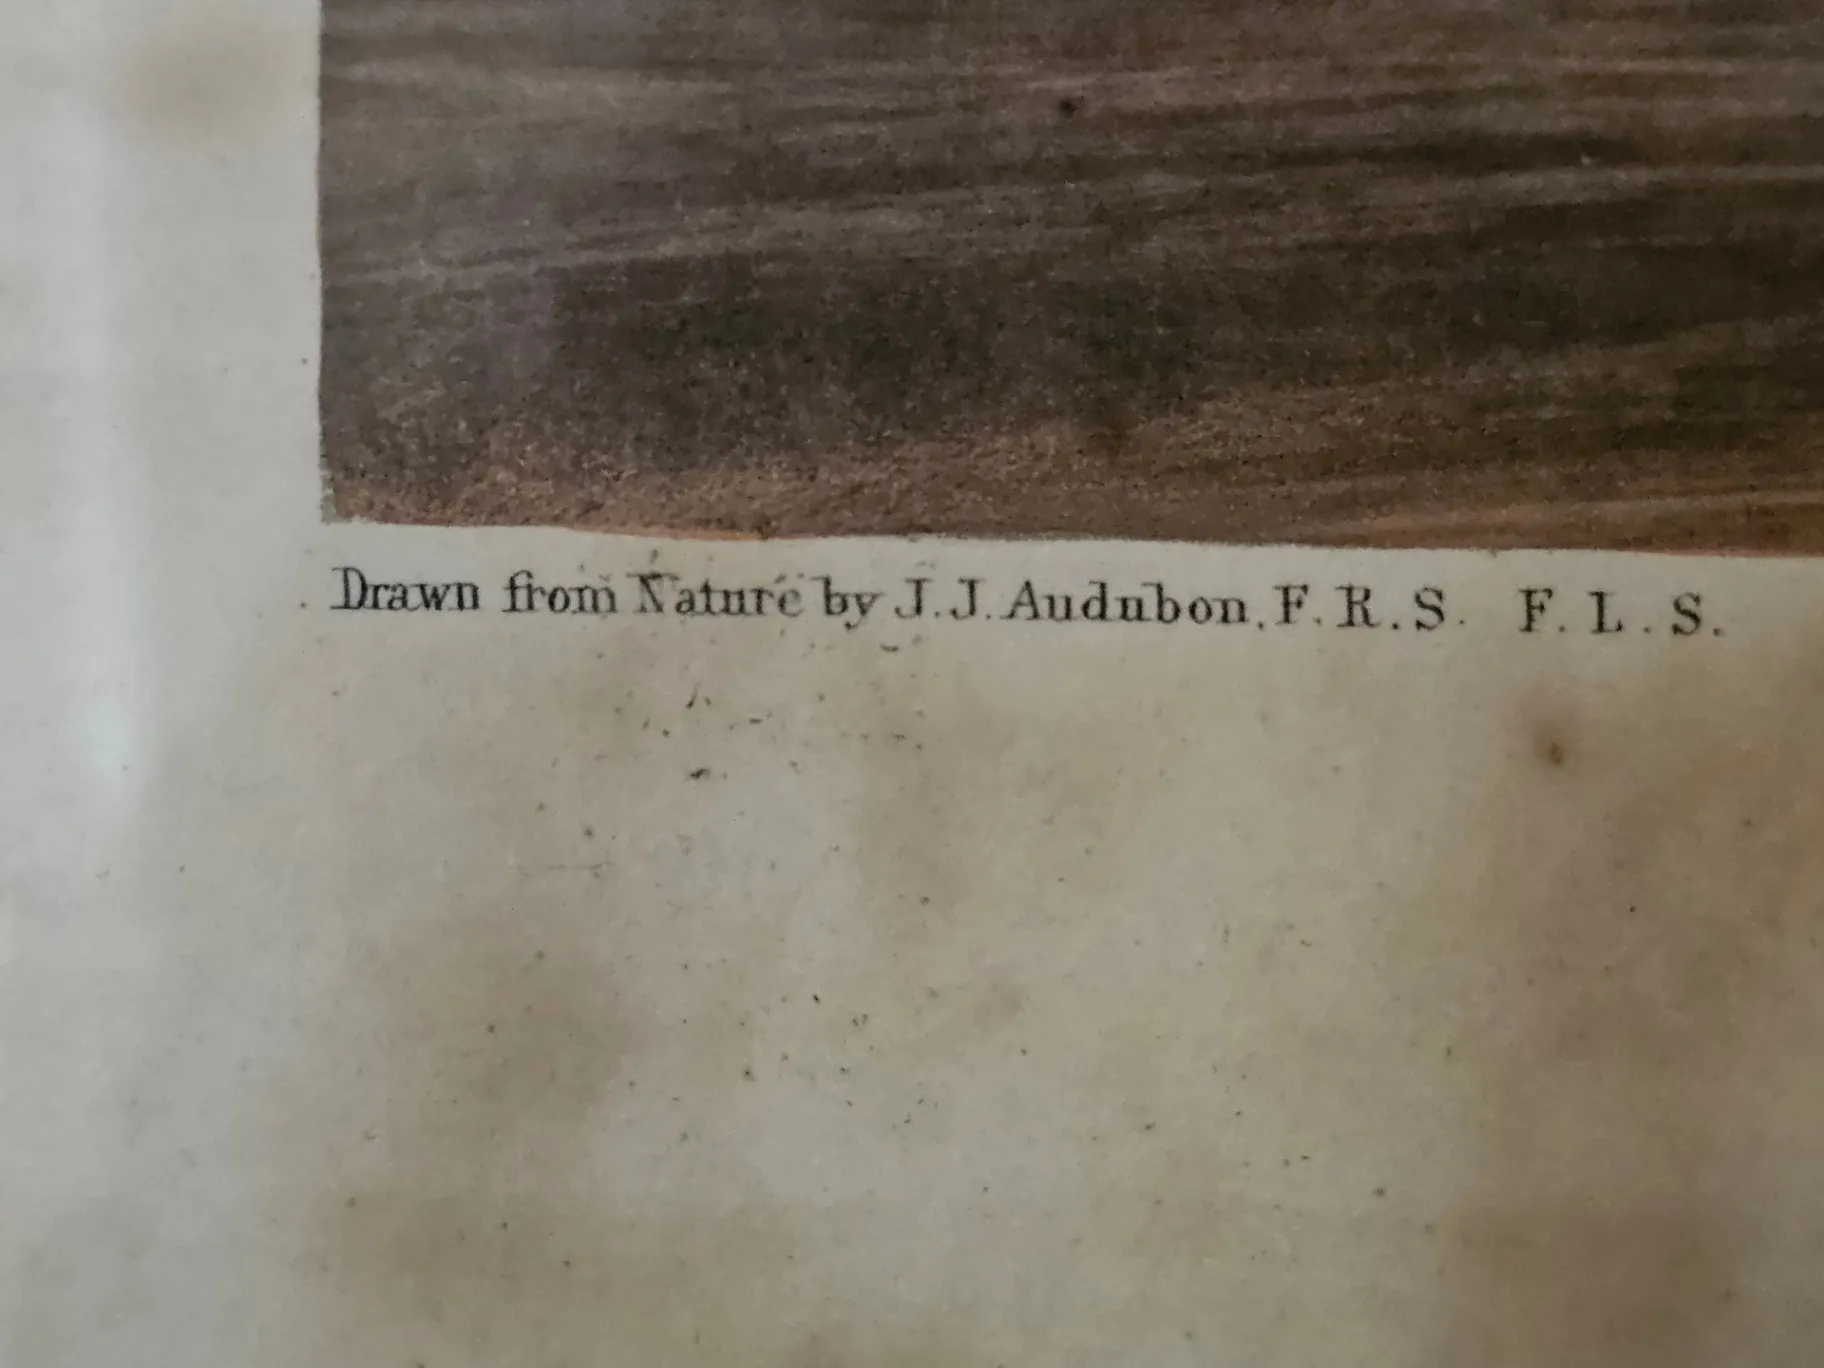 Drawn from Nature by J. J. Audubon, F. R. S. F. L. S.